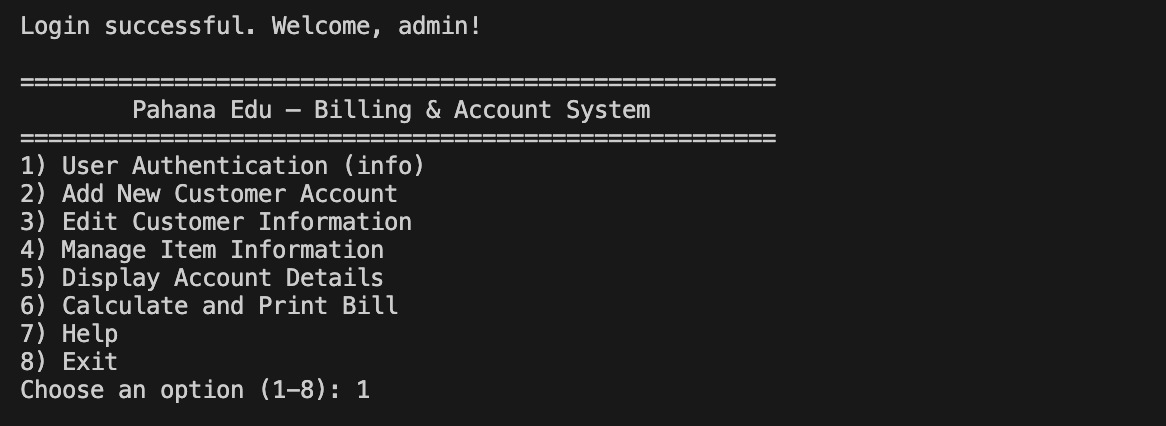 Login successful. Welcome, admin!
======================================================
Pahana Edu – Billing & Account System
======================================================
1) User Authentication (info)
2) Add New Customer Account
3) Edit Customer Information
4) Manage Item Information
5) Display Account Details
6) Calculate and Print Bill
7) Help
8) Exit
Choose an option (1–8): 1